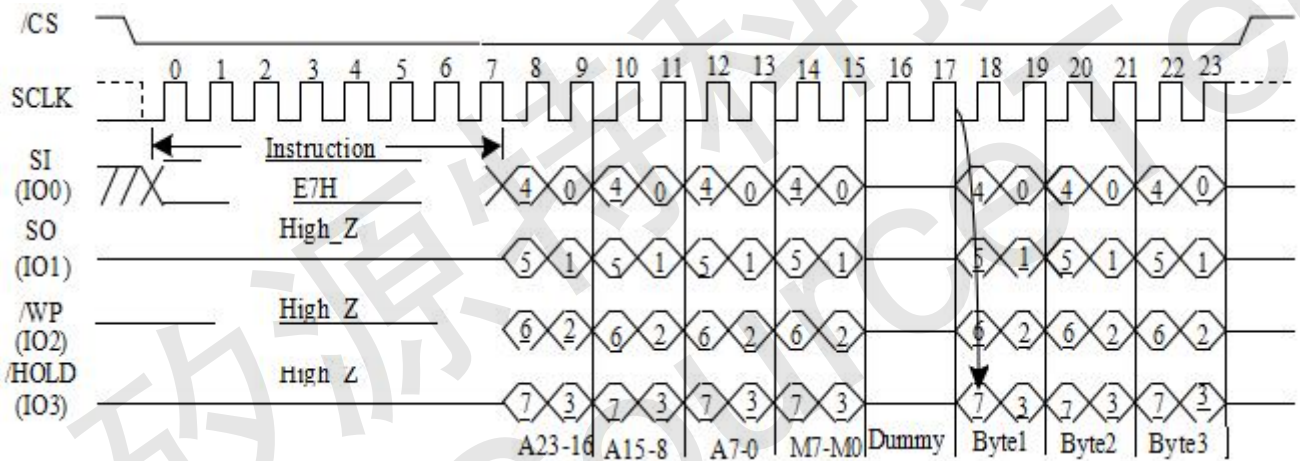 /CS
0 1 2 3 4 5 6 7 8 9 10 11 12 13 14 15 16 17 18 19 20 21 22 23
SCLK
Instruction
SI
(IO0)
E7H
4 0 4 0 4 0 4 0 4 0 4 0 4 0
SO
(IO1)
High_Z
5 1 5 1 5 1 5 1 5 1 5 1 5 1
/WP
(IO2)
High Z
6 2 6 2 6 2 6 2 6 2 6 2 6 2
/HOLD
(IO3)
High Z
7 3 7 3 7 3 7 3 7 3 7 3 7 3
A23-16 A15-8 A7-0 M7-M0 Dummy Byte1 Byte2 Byte3